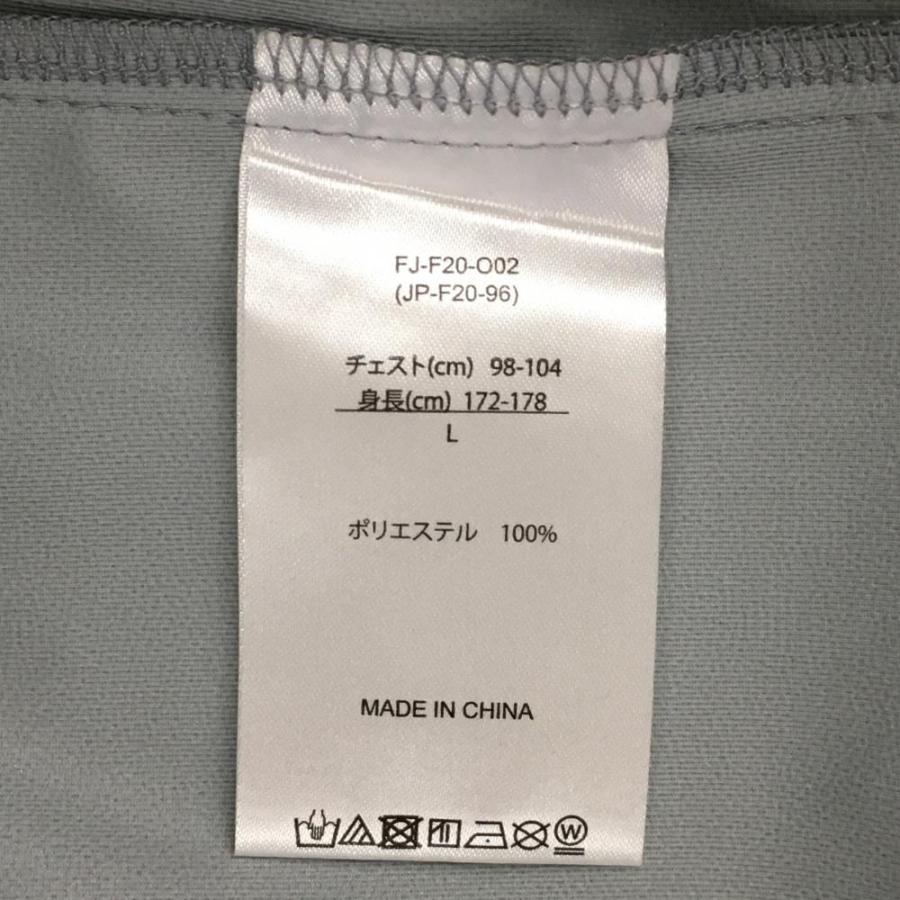 FJ-F20-O02
(JP-F20-96)
チェスト(cm) 98-104
身長(cm) 172-178
L
ポリエステル 100%
MADE IN CHINA
W